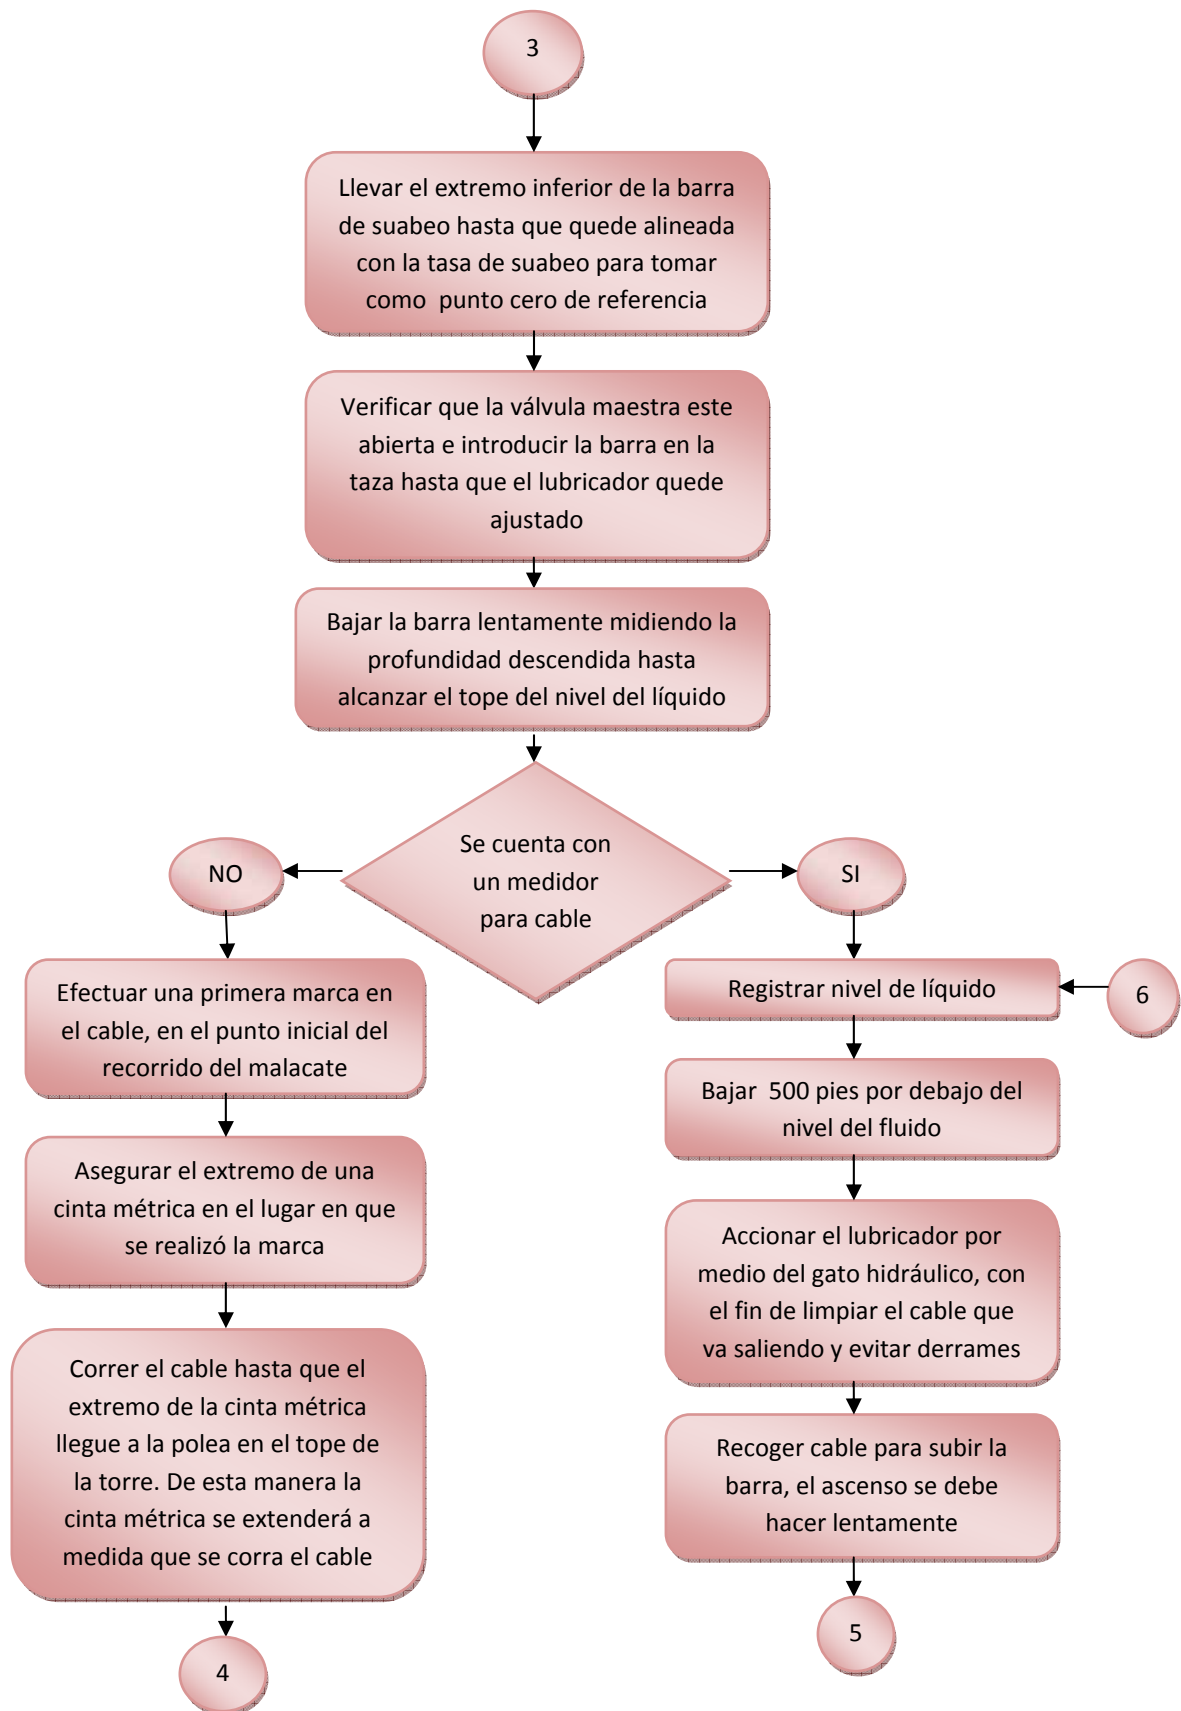 3
Llevar el extremo inferior de la barra
de suabeo hasta que quede alineada
con la tasa de suabeo para tomar
como punto cero de referencia
Verificar que la válvula maestra este
abierta e introducir la barra en la
taza hasta que el lubricador quede
ajustado
Bajar la barra lentamente midiendo la
profundidad descendida hasta
alcanzar el tope del nivel del líquido
Se cuenta con
un medidor
para cable
NO
Efectuar una primera marca en
el cable, en el punto inicial del
recorrido del malacate
Asegurar el extremo de una
cinta métrica en el lugar en que
se realizó la marca
Correr el cable hasta que el
extremo de la cinta métrica
llegue a la polea en el tope de
la torre. De esta manera la
cinta métrica se extenderá a
medida que se corra el cable
4
SI
Registrar nivel de líquido
6
Bajar 500 pies por debajo del
nivel del fluido
Accionar el lubricador por
medio del gato hidráulico, con
el fin de limpiar el cable que
va saliendo y evitar derrames
Recoger cable para subir la
barra, el ascenso se debe
hacer lentamente
5